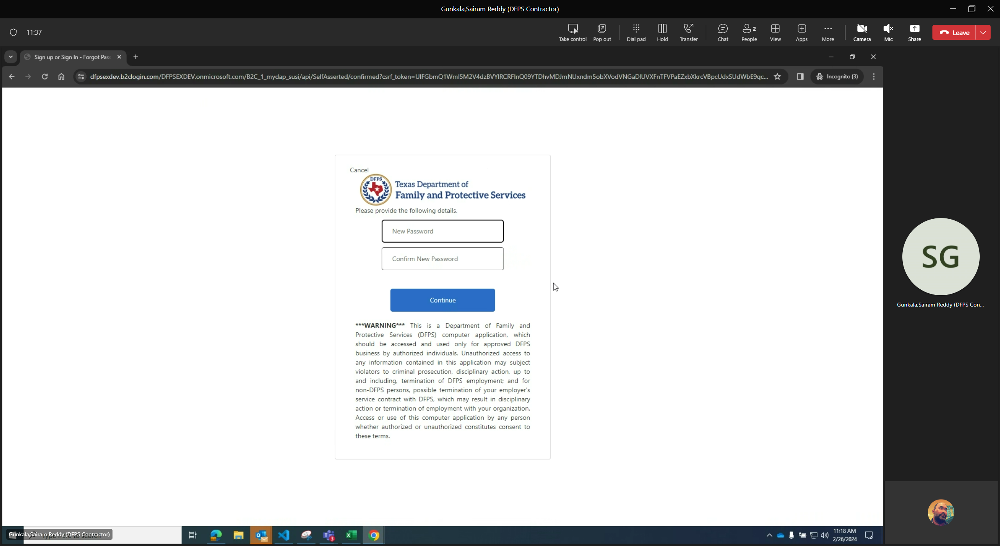 Gunkala,Sairam Reddy (DFPS Contractor)
11:37
Take control
Pop out
Dial pad
Hold
Transfer
Chat
2
People
View
Apps
More
Camera
Mic
Share
Leave
Sign up or Sign In - Forgot Pass
dfpsexdev.b2clogin.com/DFPSEXDEV.onmicrosoft.com/B2C_1_mydap_susi/api/SelfAsserted/confirmed?csrf_token=
Incognito (3)
Cancel
DFPS
Texas Department of
Family and Protective Services
Please provide the following details.
New Password
Confirm New Password
Continue
***WARNING*** This is a Department of Family and
Protective Services (DFPS) computer application, which
should be accessed and used only for approved DFPS
business by authorized individuals. Unauthorized access to
any information contained in this application may subject
violators to criminal prosecution, disciplinary action, up to
and including, termination of DFPS employment; and for
non-DFPS persons, possible termination of your employer's
service contract with DFPS, which may result in disciplinary
action or termination of employment with your organization.
Access or use of this computer application by any person
whether authorized or unauthorized constitutes consent to
these terms.
SG
Gunkala,Sairam Reddy (DFPS Con...
Gunkala,Sairam Reddy (DFPS Contractor)
3
11:18 AM
2/26/2024